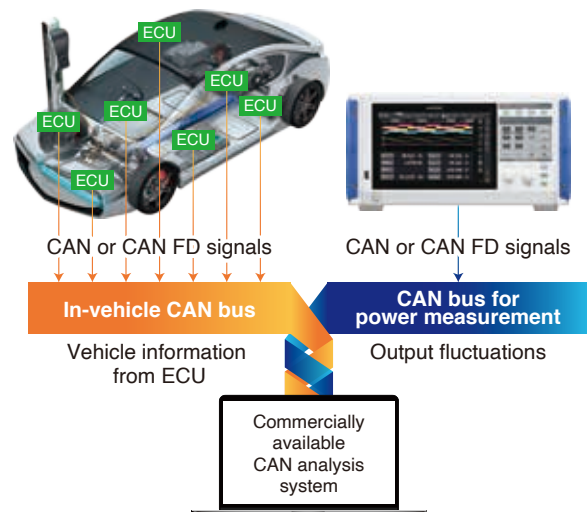 ECU
ECU
ECU
ECU
ECU
ECU
ECU
CAN or CAN FD signals
CAN or CAN FD signals
In-vehicle CAN bus
CAN bus for
power measurement
Vehicle information
from ECU
Output fluctuations
Commercially
available
CAN analysis
system